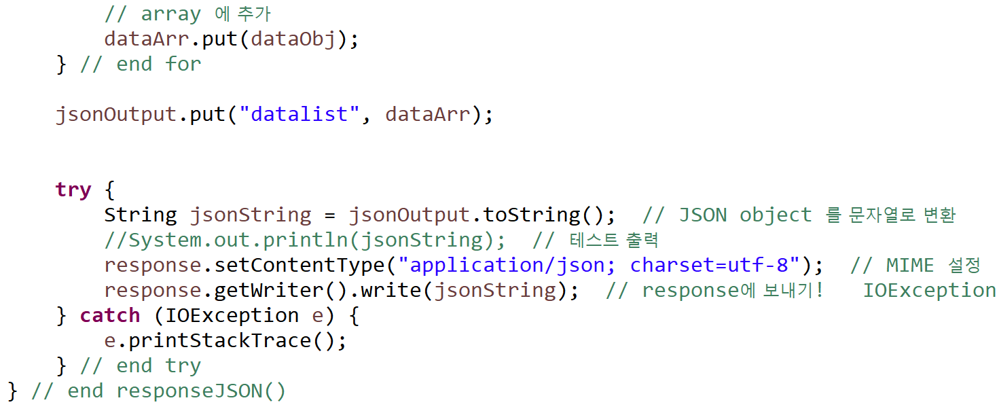 // array 에 추가
dataArr.put(dataObj);
} // end for
jsonOutput.put("datalist", dataArr);
try {
String jsonString = jsonOutput.toString();  // JSON object 를 문자열로 변환
//System.out.println(jsonString);  // 테스트 출력
response.setContentType("application/json; charset=utf-8");  // MIME 설정
response.getWriter().write(jsonString);  // response에 보내기!   IOException
} catch (IOException e) {
e.printStackTrace();
} // end try
} // end responseJSON()